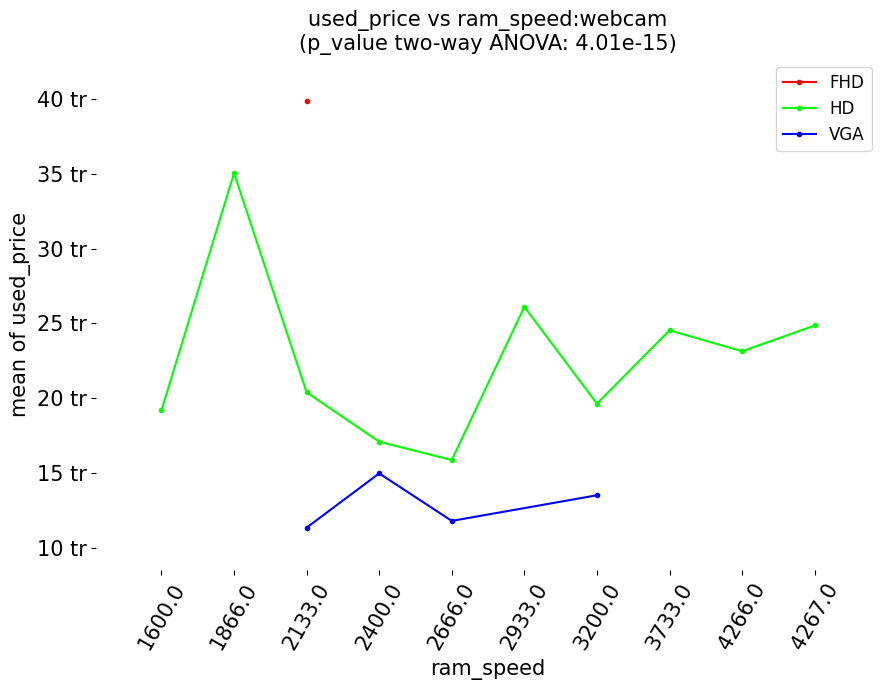 used_price vs ram_speed:webcam
(p_value two-way ANOVA: 4.01e-15)
FHD
HD
VGA
40 tr
35 tr
30 tr
25 tr
20 tr
15 tr
10 tr
mean of used_price
1600.0
1866.0
2133.0
2400.0
2666.0
2933.0
3200.0
3733.0
4266.0
4267.0
ram_speed